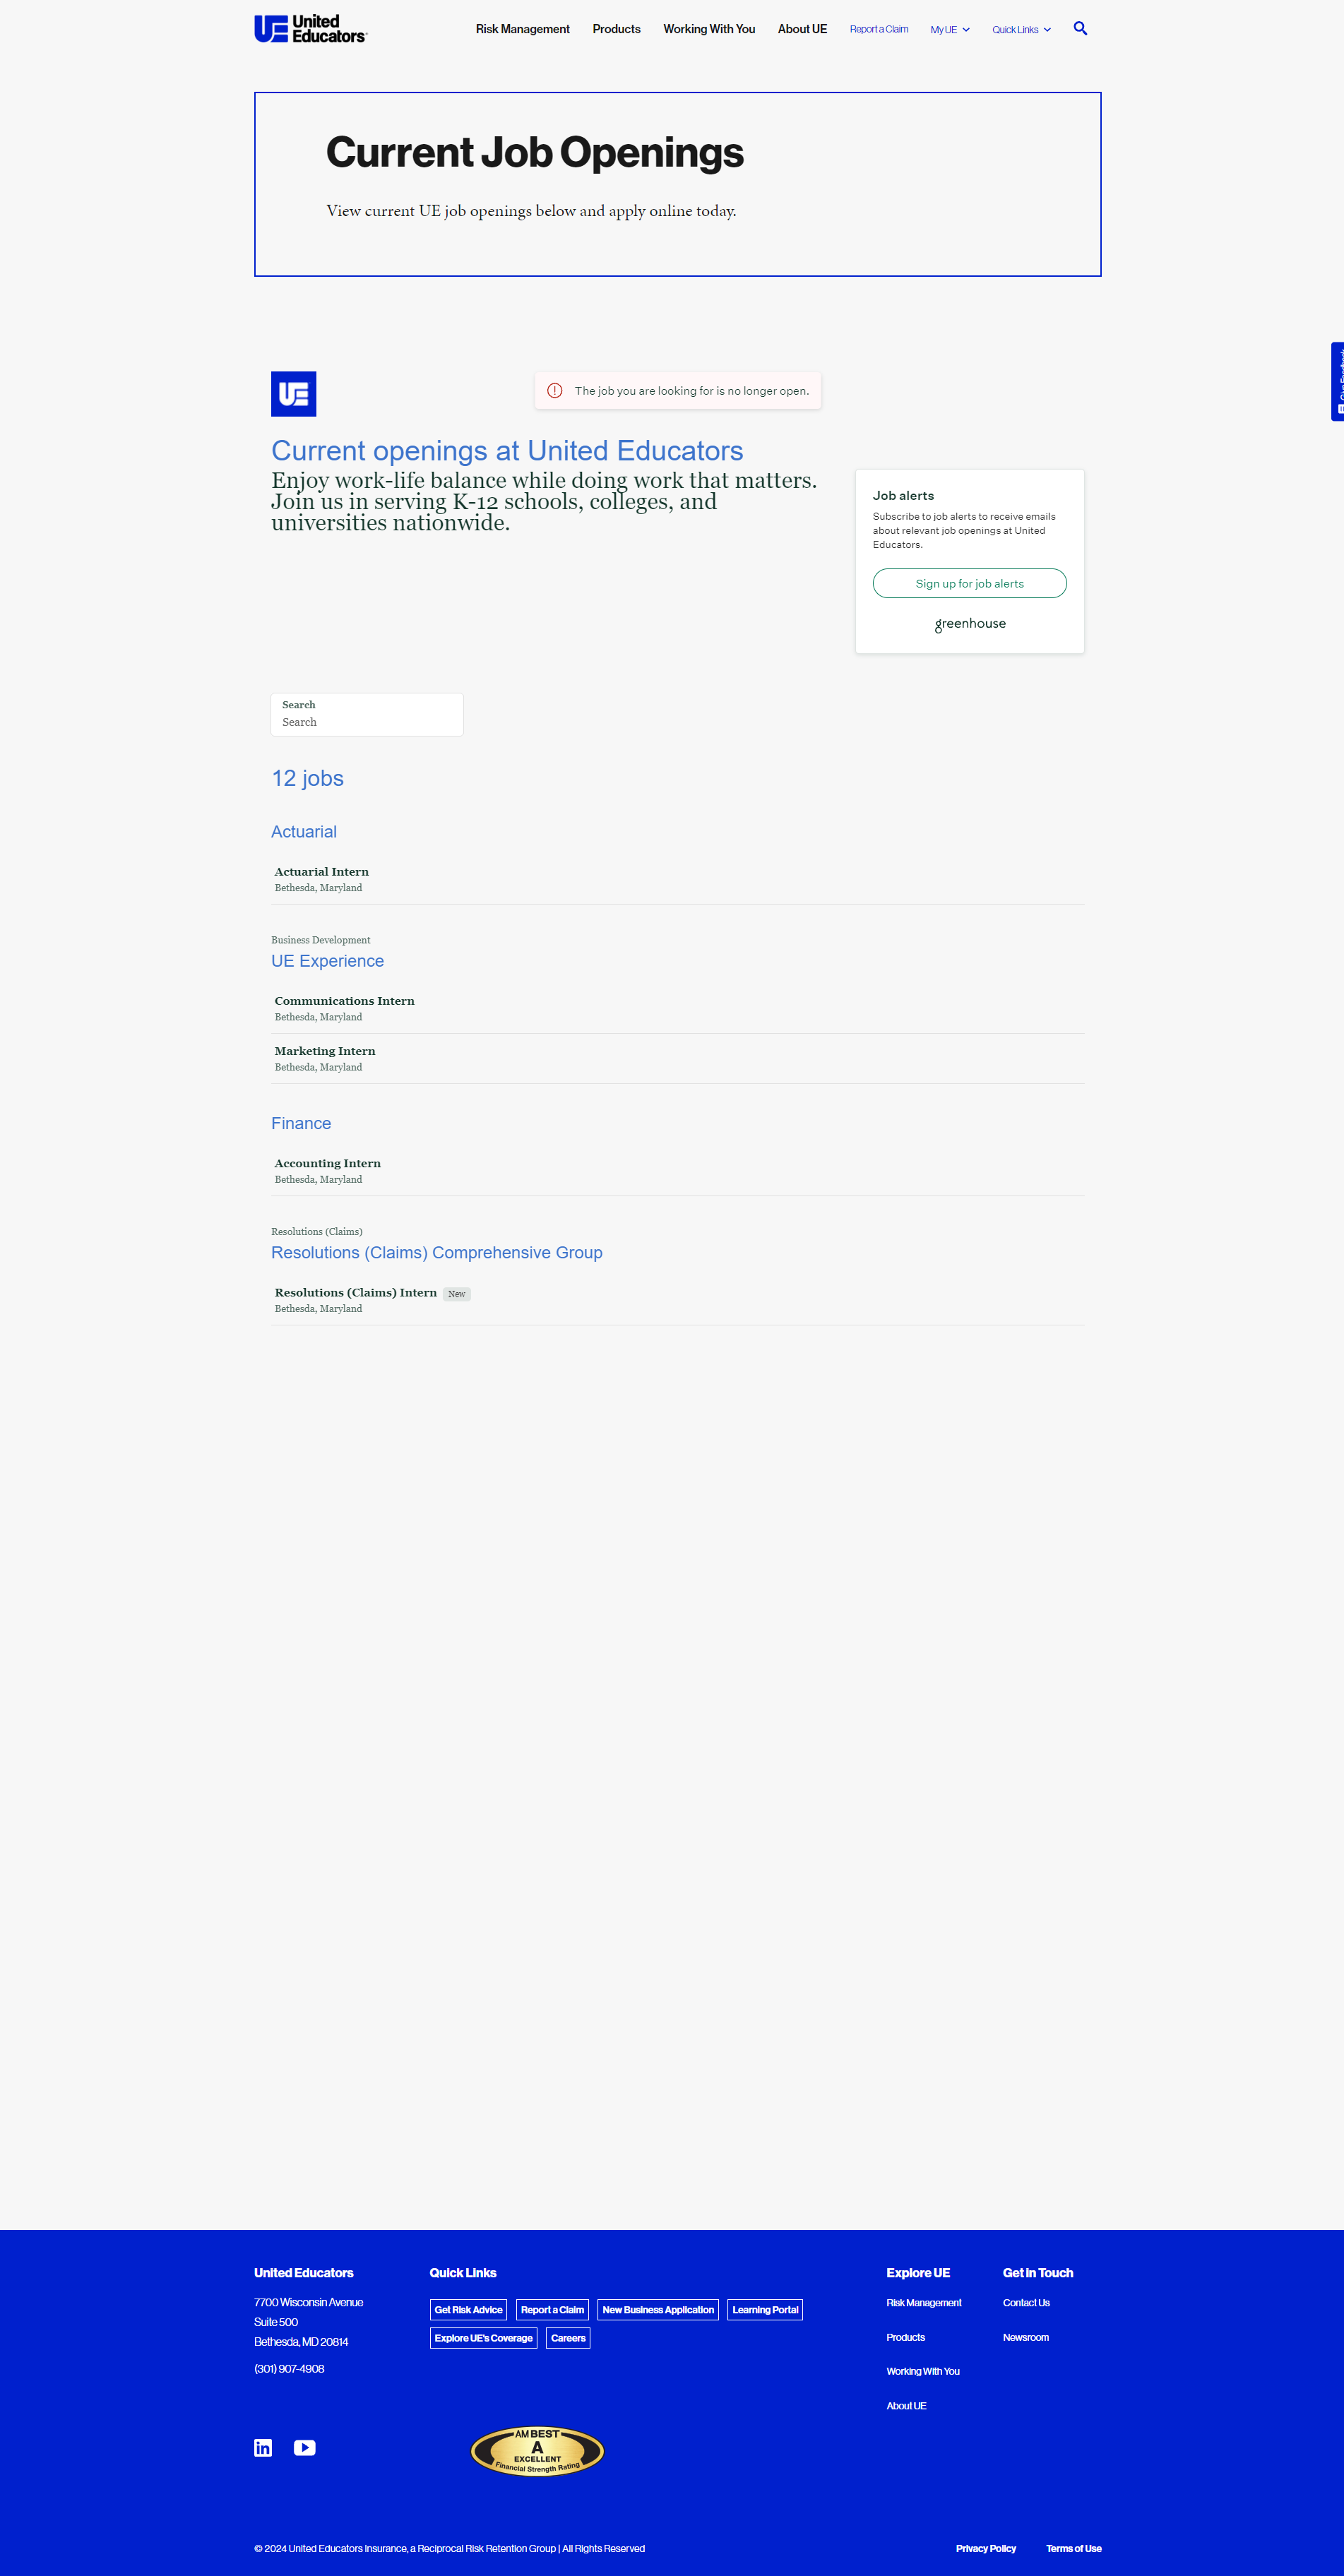 UE United Educators
Risk Management
Products
Working With You
About UE
Report a Claim
My UE
Quick Links
Current Job Openings
View current UE job openings below and apply online today.
UE
The job you are looking for is no longer open.
Current openings at United Educators
Enjoy work-life balance while doing work that matters.
Join us in serving K-12 schools, colleges, and
universities nationwide.
Job alerts
Subscribe to job alerts to receive emails
about relevant job openings at United
Educators.
Sign up for job alerts
greenhouse
Search
Search
12 jobs
Actuarial
Actuarial Intern
Bethesda, Maryland
Business Development
UE Experience
Communications Intern
Bethesda, Maryland
Marketing Intern
Bethesda, Maryland
Finance
Accounting Intern
Bethesda, Maryland
Resolutions (Claims)
Resolutions (Claims) Comprehensive Group
Resolutions (Claims) Intern New
Bethesda, Maryland
United Educators
7700 Wisconsin Avenue
Suite 500
Bethesda, MD 20814
(301) 907-4908
Quick Links
Get Risk Advice
Report a Claim
New Business Application
Learning Portal
Explore UE's Coverage
Careers
Explore UE
Risk Management
Products
Working With You
About UE
Get In Touch
Contact Us
Newsroom
AM BEST
A
EXCELLENT
Financial Strength Rating
© 2024 United Educators Insurance, a Reciprocal Risk Retention Group | All Rights Reserved
Privacy Policy
Terms of Use